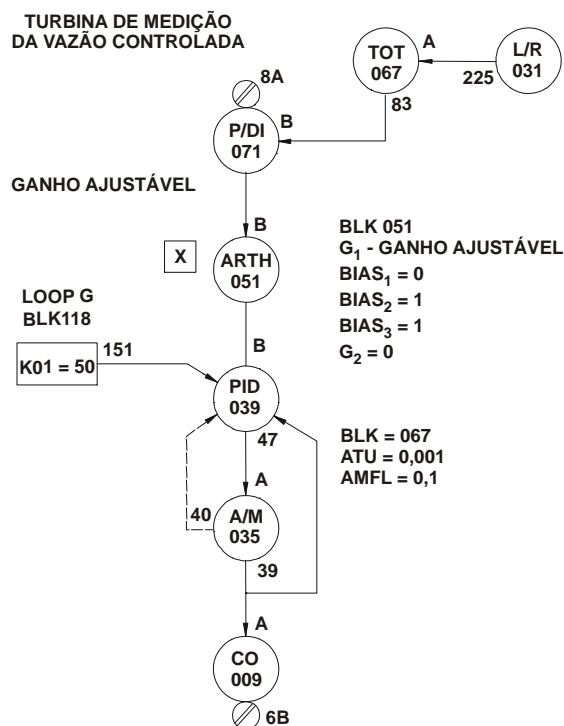 TURBINA DE MEDIÇÃO
DA VAZÃO CONTROLADA
TOT
067
A
L/R
031
225
83
8A
P/DI
071
B
GANHO AJUSTÁVEL
B
X
ARTH
051
BLK 051
G1 - GANHO AJUSTÁVEL
BIAS1 = 0
BIAS2 = 1
BIAS3 = 1
G2 = 0
LOOP G
BLK118
K01 = 50
151
B
PID
039
47
BLK = 067
ATU = 0,001
AMFL = 0,1
A
40
A/M
035
39
A
CO
009
6B